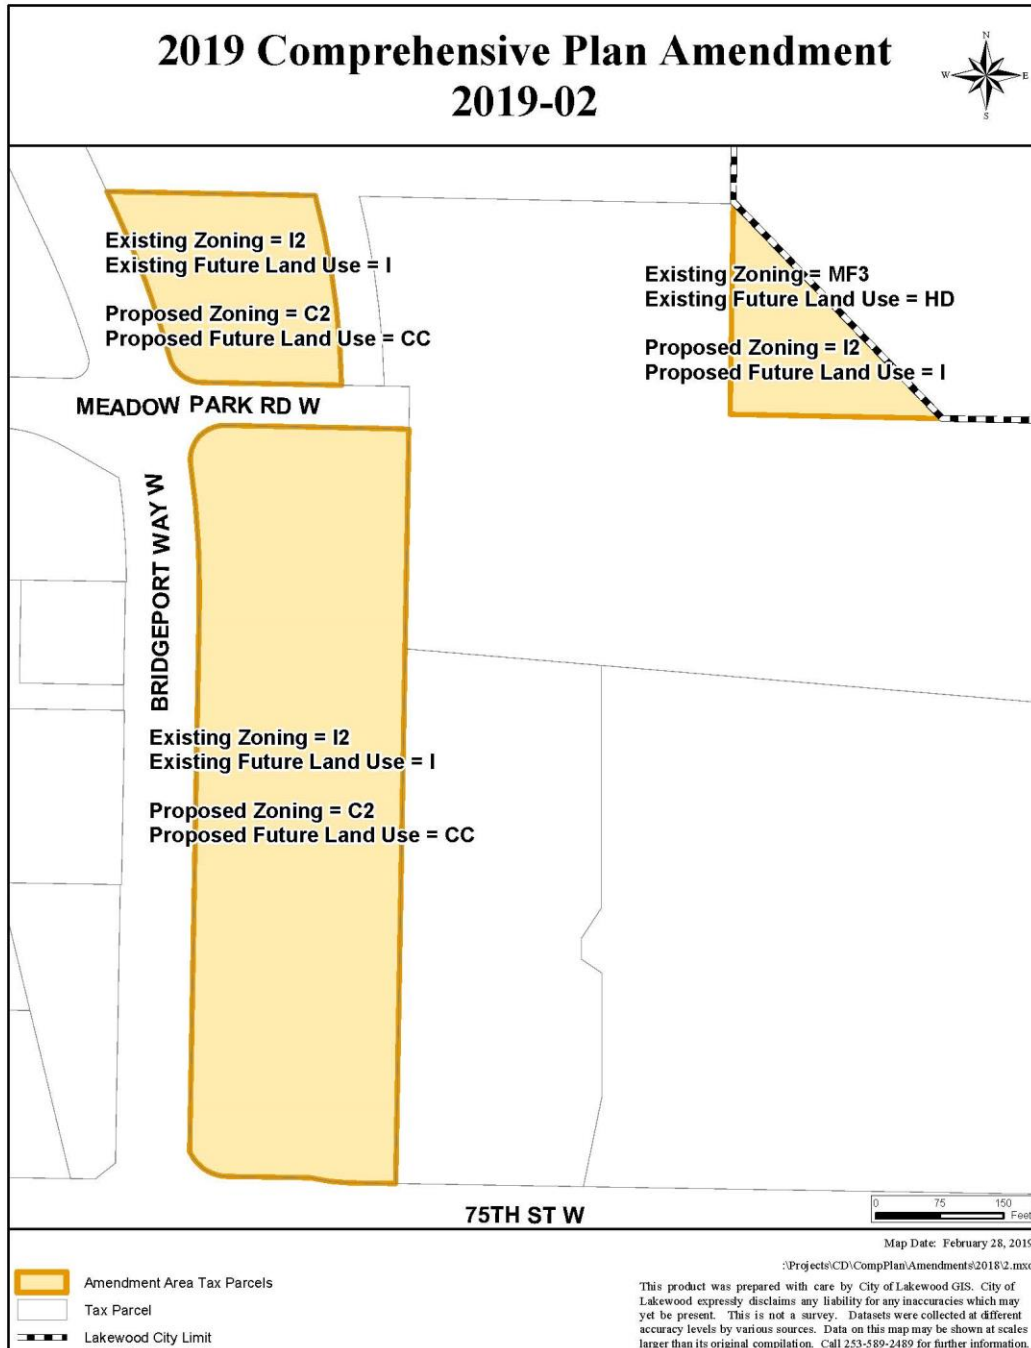 2019 Comprehensive Plan Amendment
2019-02
N
W
E
S
Existing Zoning = I2
Existing Future Land Use = I
Proposed Zoning = C2
Proposed Future Land Use = CC
Existing Zoning = MF3
Existing Future Land Use = HD
Proposed Zoning = I2
Proposed Future Land Use = I
MEADOW PARK RD W
BRIDGEPORT WAY W
Existing Zoning = I2
Existing Future Land Use = I
Proposed Zoning = C2
Proposed Future Land Use = CC
75TH ST W
0 75 150
Feet
Map Date: February 28, 2019
:\Projects\CD\CompPlan\Amendments\2018\2.mxd
Amendment Area Tax Parcels
Tax Parcel
Lakewood City Limit
This product was prepared with care by City of Lakewood GIS. City of
Lakewood expressly disclaims any liability for any inaccuracies which may
yet be present. This is not a survey. Datasets were collected at different
accuracy levels by various sources. Data on this map may be shown at scales
larger than its original compilation. Call 253-589-2489 for further information.